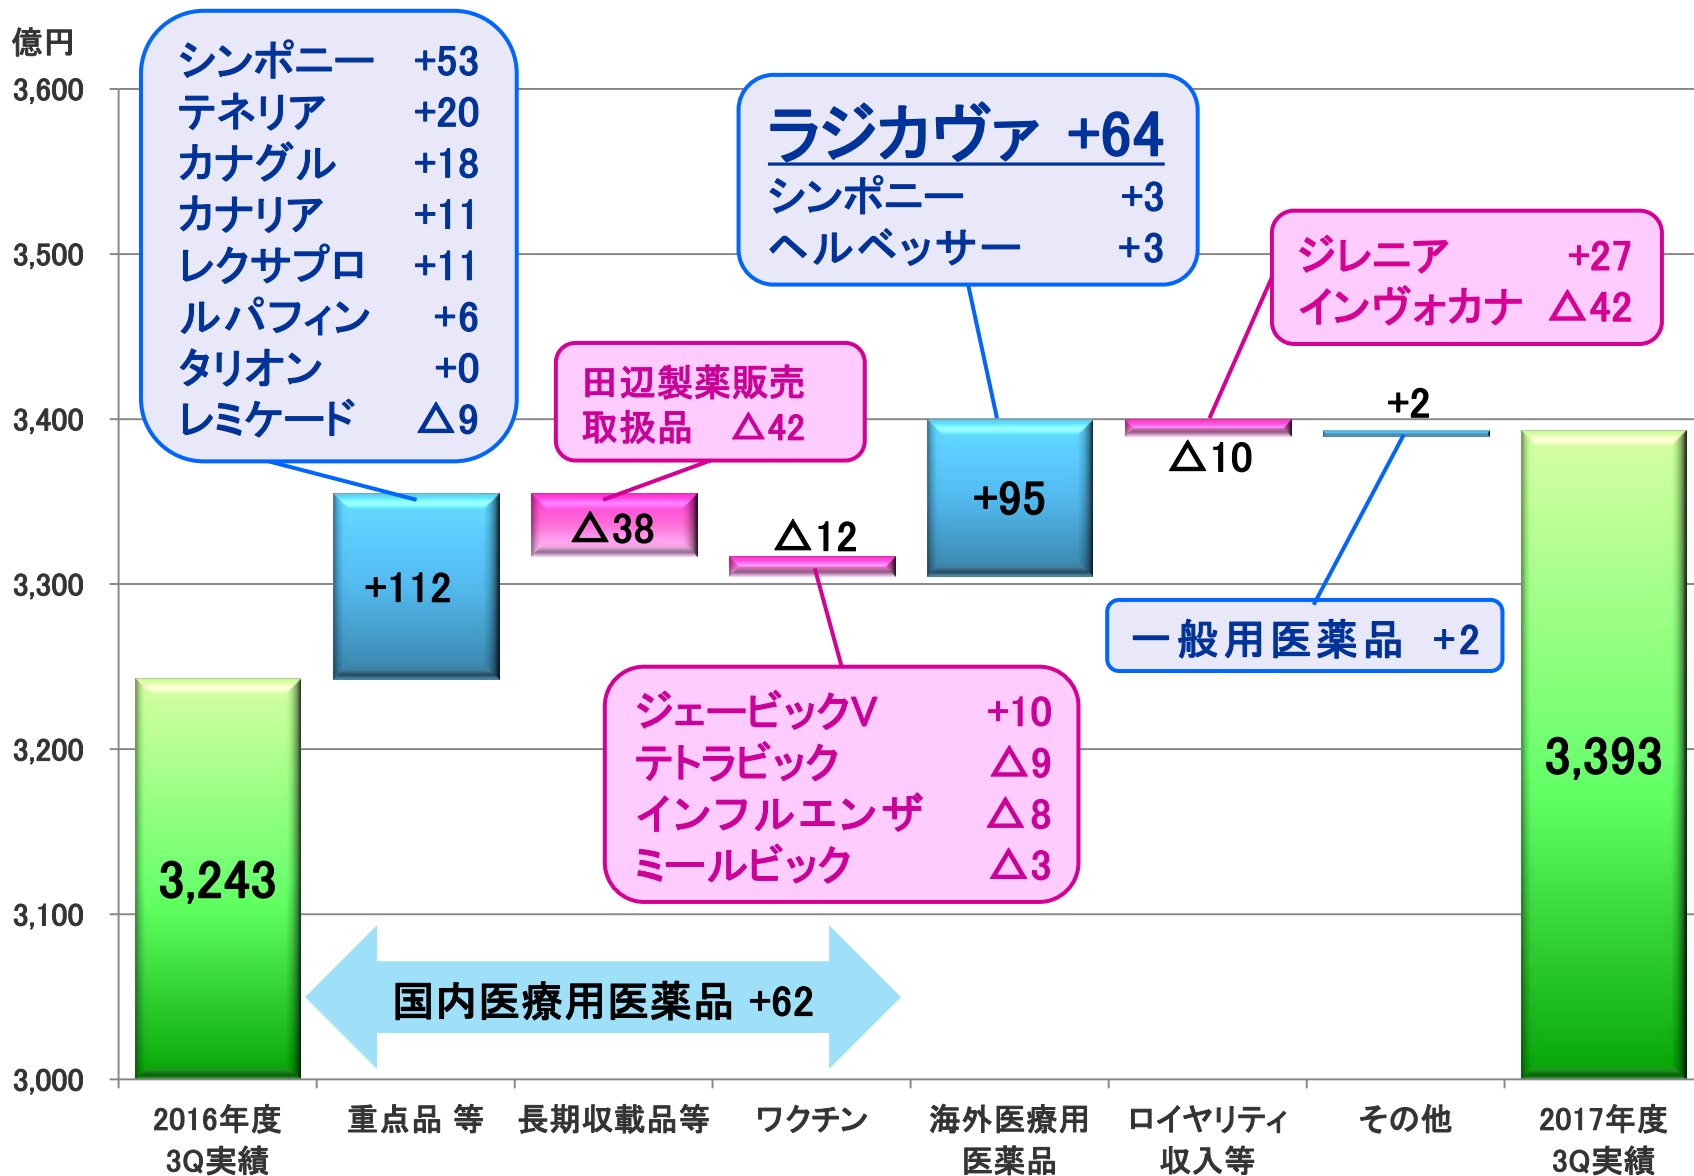 億円
3,600
3,500
3,400
3,300
3,200
3,100
3,000
シンポニー +53
テネリア +20
カナグル +18
カナリア +11
レクサプロ +11
ルパフィン +6
タリオン +0
レミケード △9
田辺製薬販売
取扱品 △42
ラジカヴァ +64
シンポニー +3
ヘルベッサー +3
ジレニア +27
インヴォカナ △42
3,243
+112
△38
△12
+95
△10
+2
3,393
一般用医薬品 +2
ジェービックV +10
テトラビック △9
インフルエンザ △8
ミールビック △3
国内医療用医薬品 +62
2016年度
3Q実績
重点品 等
長期収載品等
ワクチン
海外医療用
医薬品
ロイヤリティ
収入等
その他
2017年度
3Q実績